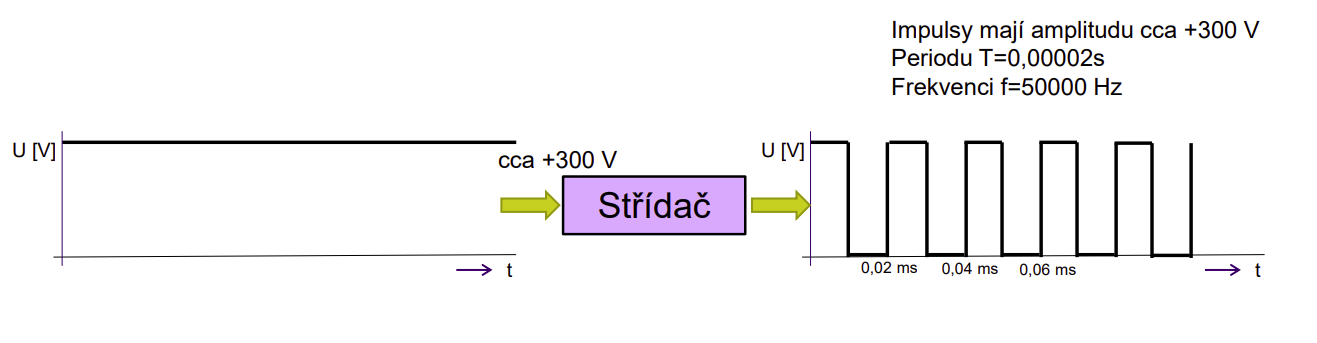 Impulsy mají amplitudu cca +300 V
Periodu T=0,00002s
Frekvenci f=50000 Hz
U [V]
cca +300 V
U [V]
Střídač
t
0,02 ms
0,04 ms
0,06 ms
t